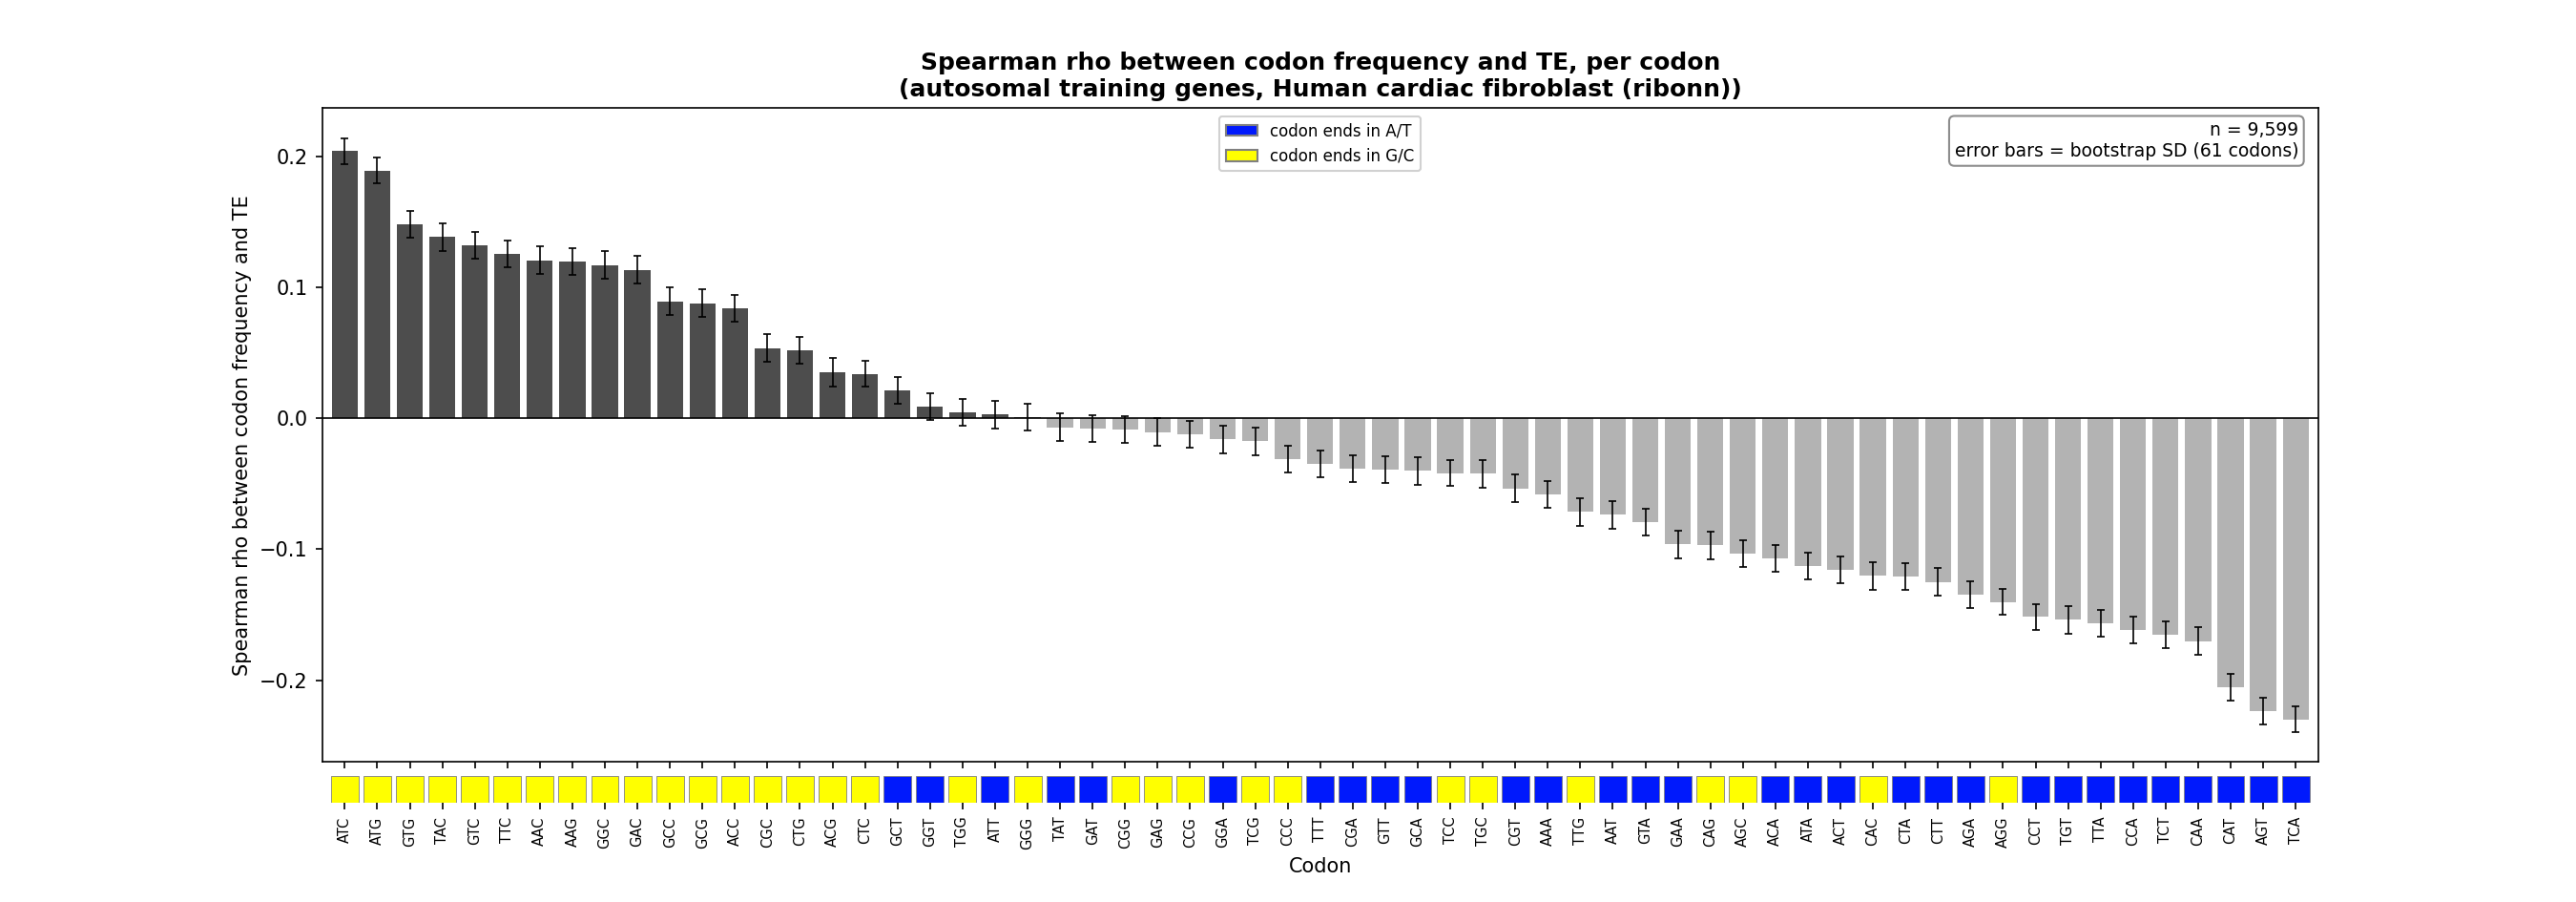 Spearman rho between codon frequency and TE, per codon
(autosomal training genes, Human cardiac fibroblast (ribonn))
codon ends in A/T
codon ends in G/C
n = 9,599
error bars = bootstrap SD (61 codons)
Spearman rho between codon frequency and TE
0.2
0.1
0.0
−0.1
−0.2
ATC ATG GTG TAC GTC TTC AAC AAG GGC GAC GCC GCG ACC CGC CTG ACG CTC GCT GGT TGG ATT GGG TAT GAT CGG GAG CCG GGA TCG CCC TTT CGA GTT GCA TCC TGC CGT AAA TTG AAT GTA GAA CAG AGC ACA ATA ACT CAC CTA CTT AGA AGG CCT TGT TTA CCA TCT CAA CAT AGT TCA
Codon